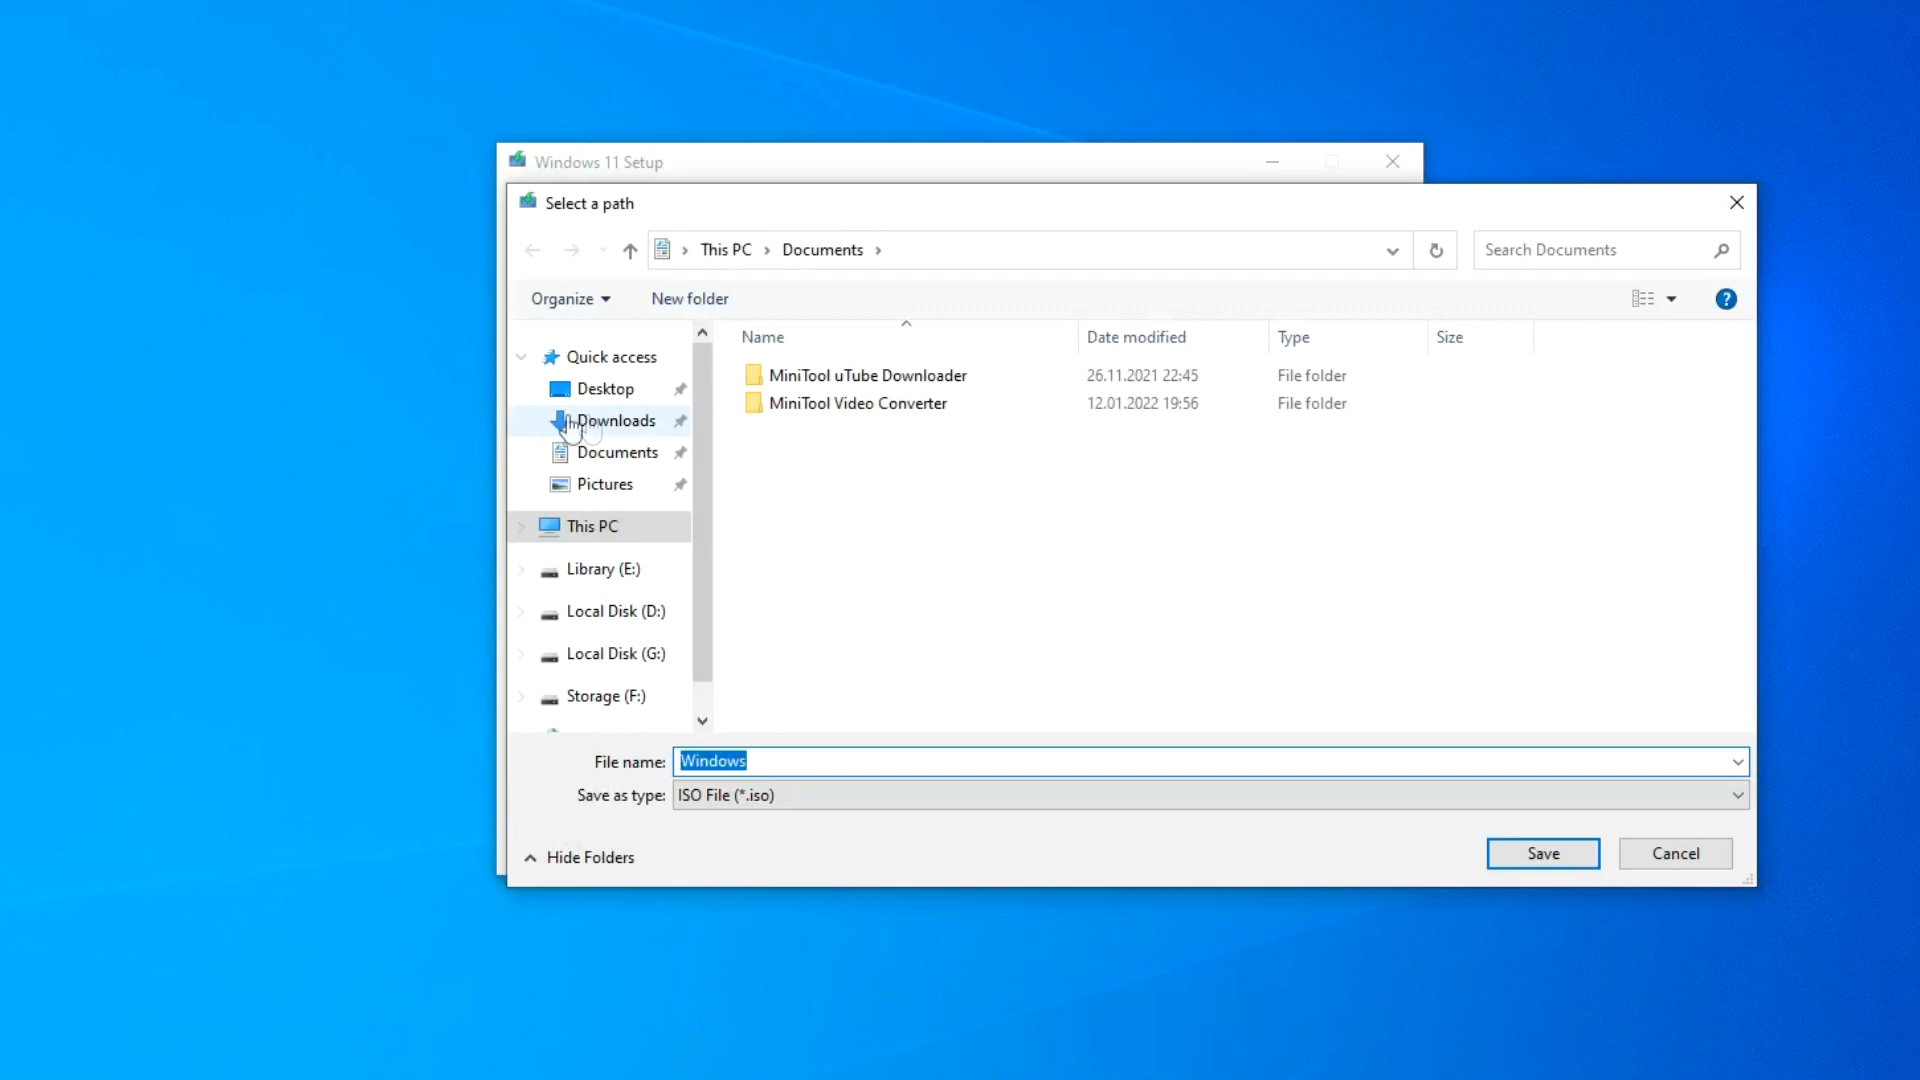 Windows 11 Setup
Select a path
This PC
Documents
Search Documents
Organize
New folder
Name
Date modified
Type
Size
Quick access
Desktop
Downloads
Documents
Pictures
This PC
Library (E:)
Local Disk (D:)
Local Disk (G:)
Storage (F:)
MiniTool uTube Downloader 26.11.2021 22:45 File folder
MiniTool Video Converter 12.01.2022 19:56 File folder
File name: Windows
Save as type: ISO File (*.iso)
Hide Folders
Save
Cancel